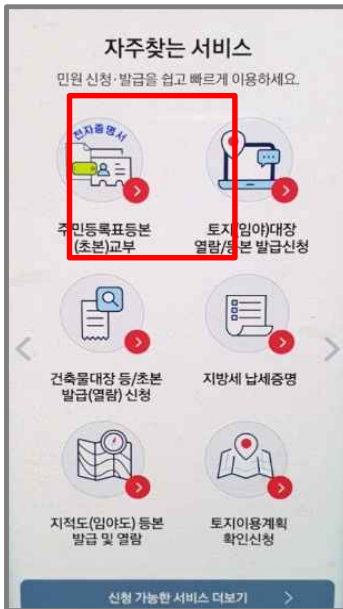 자주찾는 서비스
민원 신청·발급을 쉽고 빠르게 이용하세요.
전자증명서
주민등록표등본
(초본)교부
토지(임야)대장
열람/등본 발급신청
건축물대장 등/초본
발급(열람) 신청
지방세 납세증명
지적도(임야도) 등본
발급 및 열람
토지이용계획
확인신청
신청 가능한 서비스 더보기